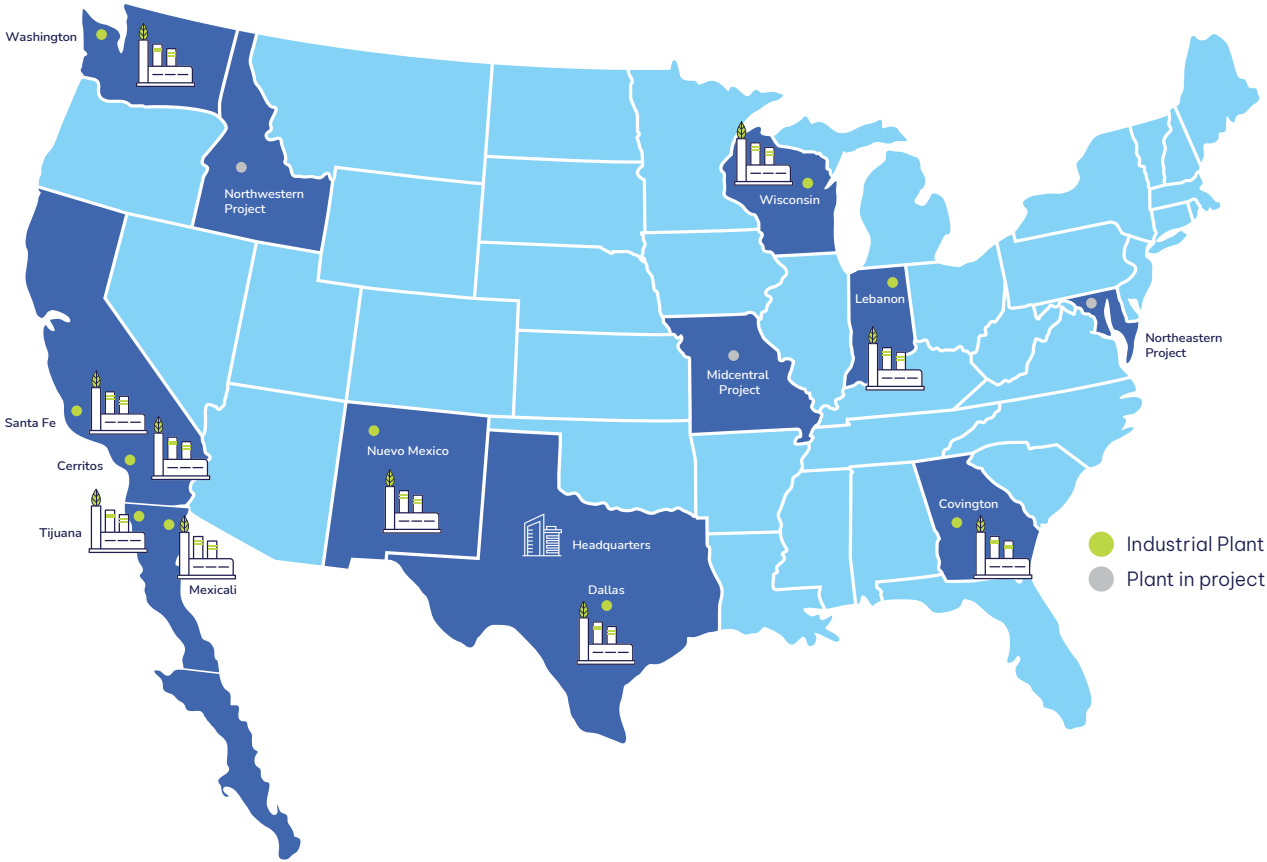 Washington
Northwestern
Project
Wisconsin
Lebanon
Northeastern
Project
Midcentral
Project
Santa Fe
Cerritos
Nuevo Mexico
Tijuana
Mexicali
Headquarters
Dallas
Covington
Industrial Plant
Plant in project